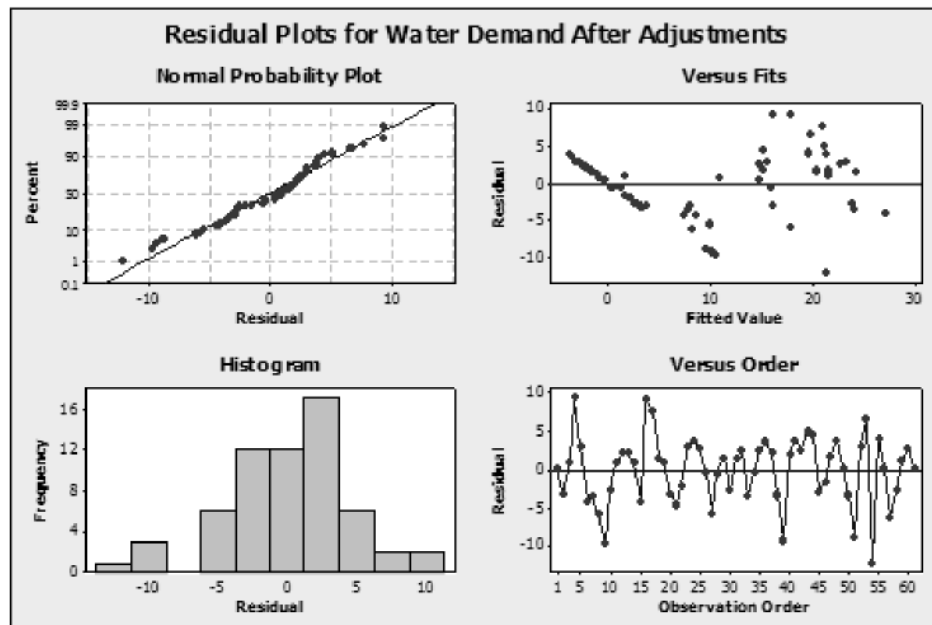 Residual Plots for Water Demand After Adjustments
Normal Probability Plot
99.9
99
90
50
10
1
0.1
Percent
-10 0 10
Residual
Versus Fits
10
5
0
-5
-10
Residual
0 10 20 30
Fitted Value
Histogram
16
12
8
4
0
Frequency
-10 -5 0 5 10
Residual
Versus Order
10
5
0
-5
-10
Residual
1 5 10 15 20 25 30 35 40 45 50 55 60
Observation Order